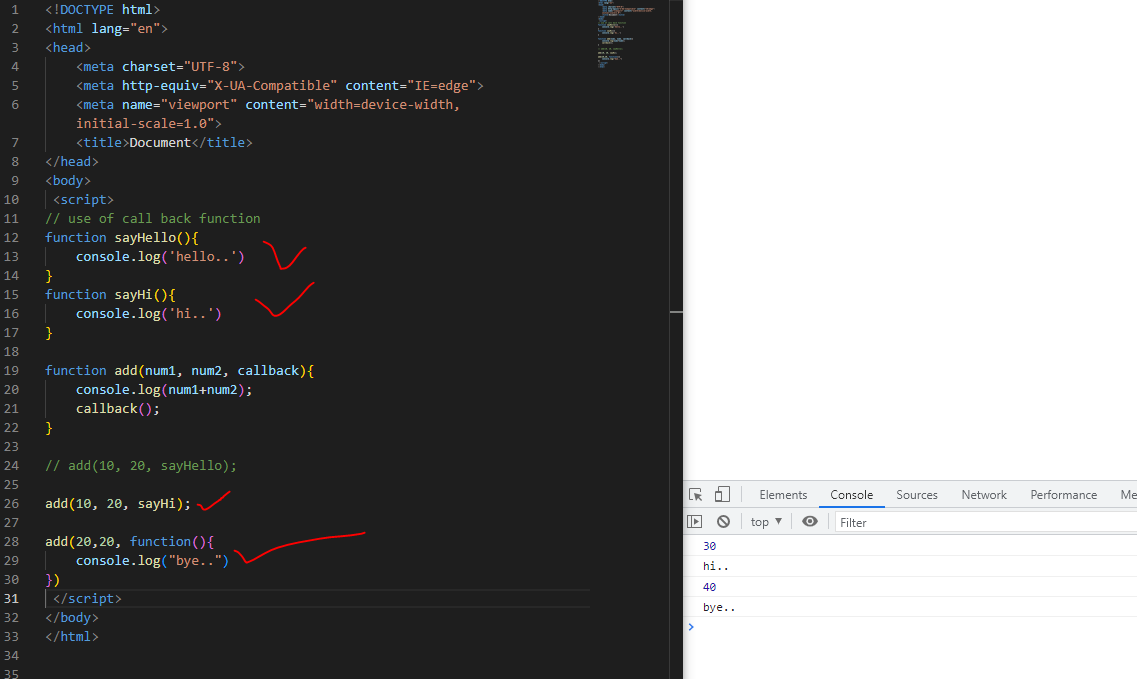 1 <!DOCTYPE html>
2 <html lang="en">
3 <head>
4 <meta charset="UTF-8">
5 <meta http-equiv="X-UA-Compatible" content="IE=edge">
6 <meta name="viewport" content="width=device-width,
initial-scale=1.0">
7 <title>Document</title>
8 </head>
9 <body>
10 <script>
11 // use of call back function
12 function sayHello(){
13 console.log('hello..')
14 }
15 function sayHi(){
16 console.log('hi..')
17 }
18
19 function add(num1, num2, callback){
20 console.log(num1+num2);
21 callback();
22 }
23
24 // add(10, 20, sayHello);
25
26 add(10, 20, sayHi);
27
28 add(20,20, function(){
29 console.log("bye..")
30 })
31 </script>
32 </body>
33 </html>
34
35
Elements Console Sources Network Performance Me
top Filter
30
hi..
40
bye..